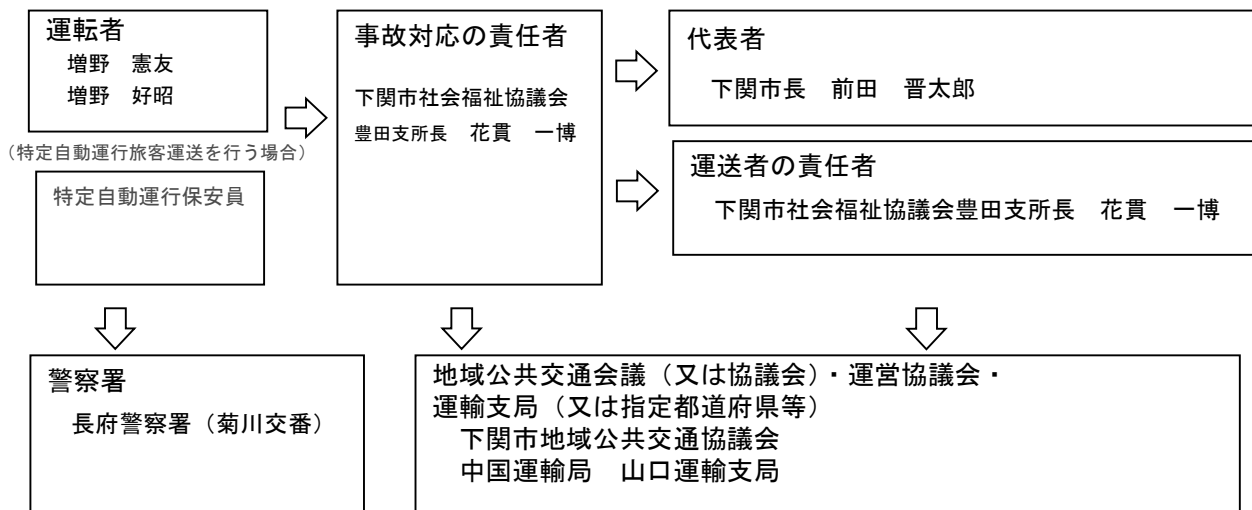 運転者
増野　憲友
増野　好昭
（特定自動運行旅客運送を行う場合）
特定自動運行保安員
事故対応の責任者
下関市社会福祉協議会
豊田支所長　花貫　一博
代表者
下関市長　前田　晋太郎
運送者の責任者
下関市社会福祉協議会豊田支所長　花貫　一博
警察署
長府警察署（菊川交番）
地域公共交通会議（又は協議会）・運営協議会・
運輸支局（又は指定都道府県等）
下関市地域公共交通協議会
中国運輸局　山口運輸支局